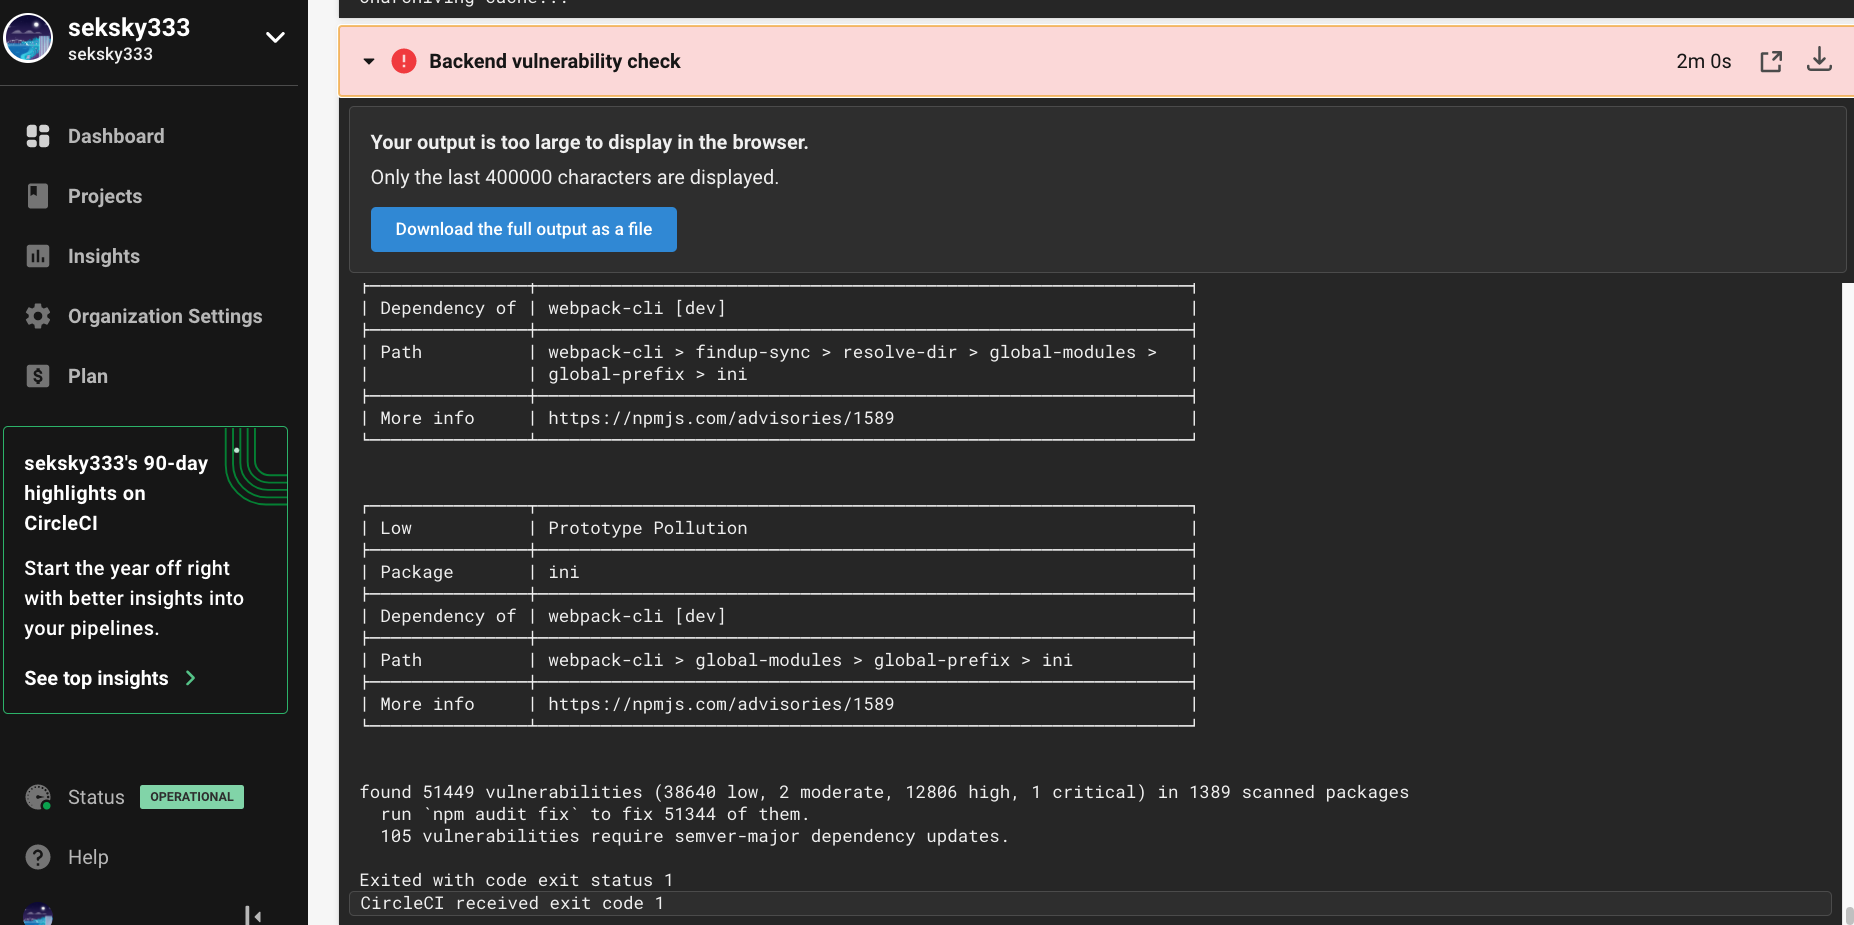 seksky333
seksky333
Dashboard
Projects
Insights
Organization Settings
Plan
seksky333's 90-day
highlights on
CircleCI
Start the year off right
with better insights into
your pipelines.
See top insights
Status OPERATIONAL
Help
Backend vulnerability check 2m 0s
Your output is too large to display in the browser.
Only the last 400000 characters are displayed.
Download the full output as a file
Dependency of | webpack-cli [dev]
Path | webpack-cli > findup-sync > resolve-dir > global-modules >
global-prefix > ini
More info | https://npmjs.com/advisories/1589
Low | Prototype Pollution
Package | ini
Dependency of | webpack-cli [dev]
Path | webpack-cli > global-modules > global-prefix > ini
More info | https://npmjs.com/advisories/1589
found 51449 vulnerabilities (38640 low, 2 moderate, 12806 high, 1 critical) in 1389 scanned packages
run `npm audit fix` to fix 51344 of them.
105 vulnerabilities require semver-major dependency updates.
Exited with code exit status 1
CircleCI received exit code 1